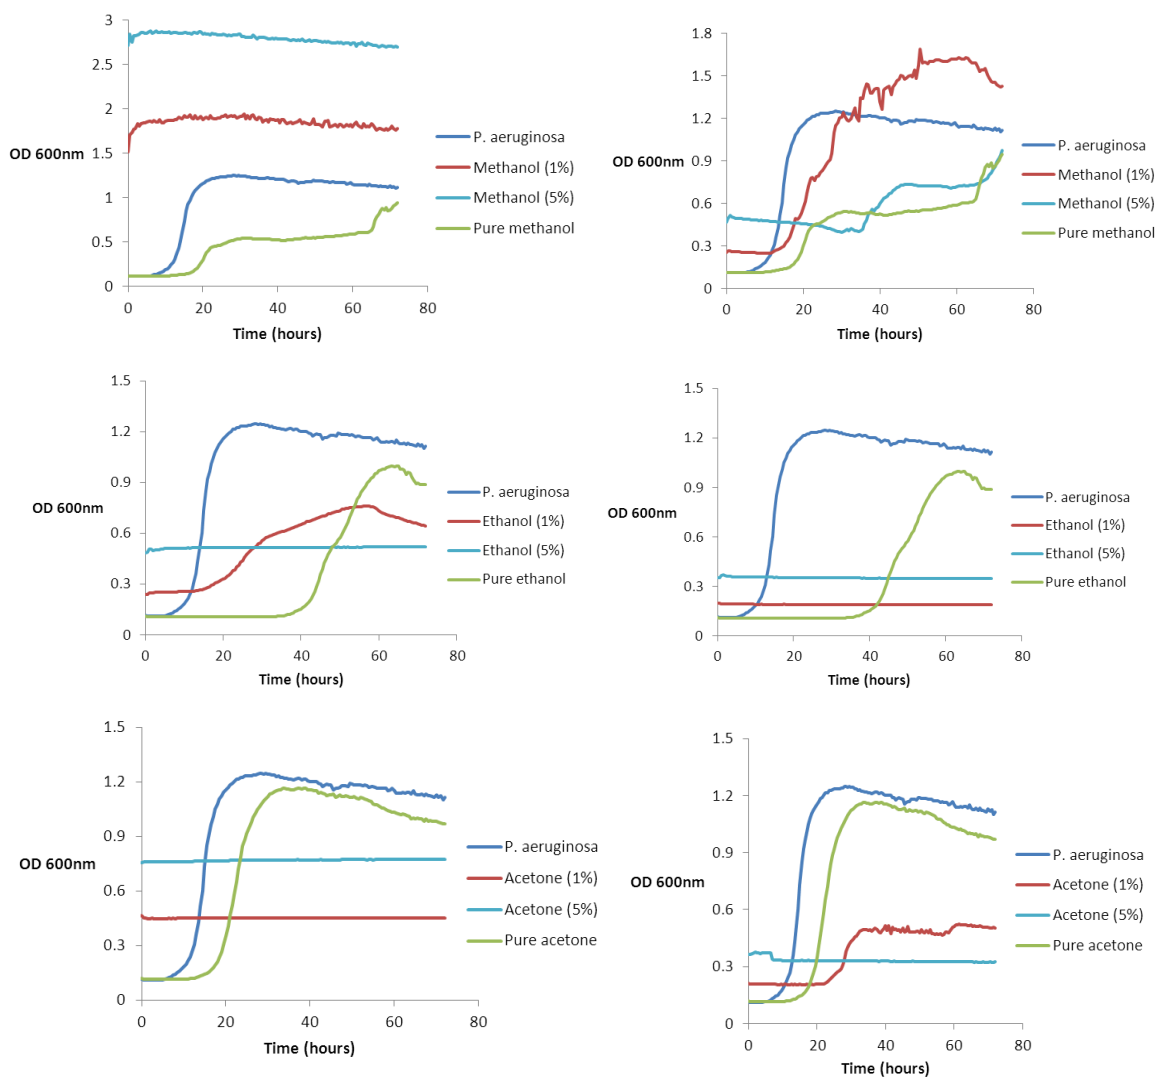 3
2.5
2
1.5
1
0.5
0
OD 600nm
0
20
40
60
80
Time (hours)
P. aeruginosa
Methanol (1%)
Methanol (5%)
Pure methanol
1.8
1.5
1.2
0.9
0.6
0.3
0
OD 600nm
0
20
40
60
80
Time (hours)
P. aeruginosa
Methanol (1%)
Methanol (5%)
Pure methanol
1.5
1.2
0.9
0.6
0.3
0
OD 600nm
0
20
40
60
80
Time (hours)
P. aeruginosa
Ethanol (1%)
Ethanol (5%)
Pure ethanol
1.5
1.2
0.9
0.6
0.3
0
OD 600nm
0
20
40
60
80
Time (hours)
P. aeruginosa
Ethanol (1%)
Ethanol (5%)
Pure ethanol
1.5
1.2
0.9
0.6
0.3
0
OD 600nm
0
20
40
60
80
Time (hours)
P. aeruginosa
Acetone (1%)
Acetone (5%)
Pure acetone
1.5
1.2
0.9
0.6
0.3
0
OD 600nm
0
20
40
60
80
Time (hours)
P. aeruginosa
Acetone (1%)
Acetone (5%)
Pure acetone